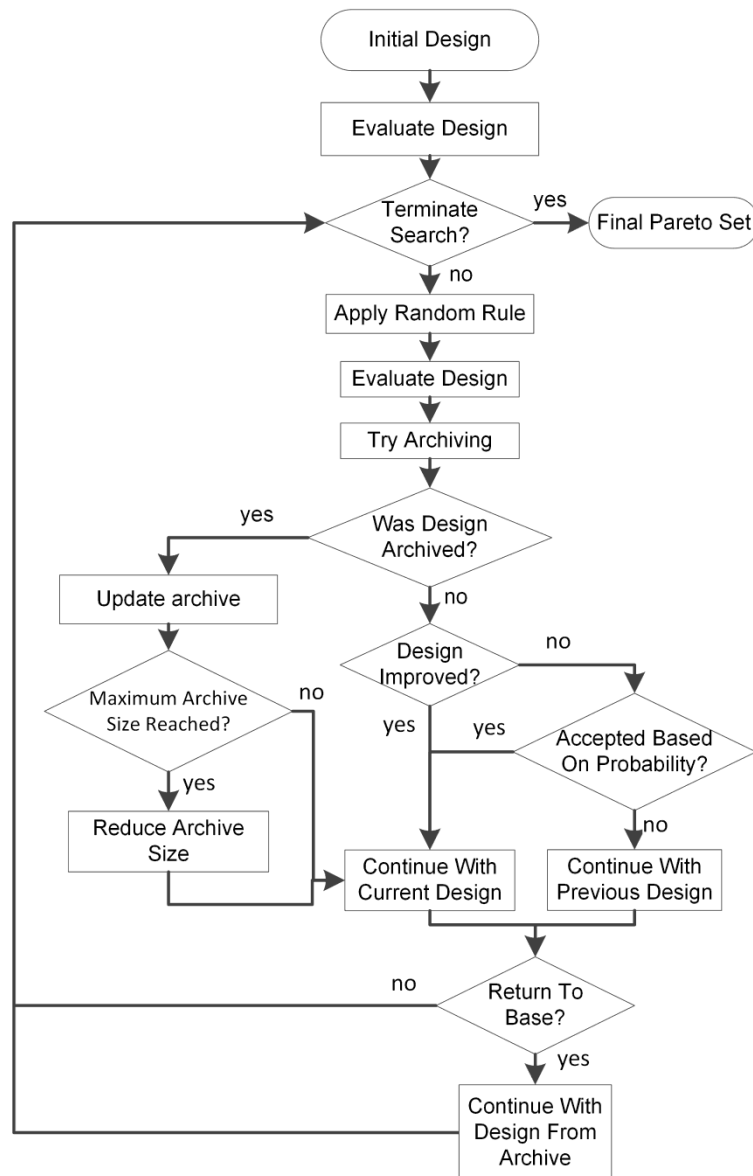 Initial Design
Evaluate Design
Terminate
Search?
yes
Final Pareto Set
no
Apply Random Rule
Evaluate Design
Try Archiving
Was Design
Archived?
yes
no
Update archive
Maximum Archive
Size Reached?
no
yes
Reduce Archive
Size
Design
Improved?
no
yes
yes
Accepted Based
On Probability?
no
Continue With
Current Design
Continue With
Previous Design
Return To
Base?
no
yes
Continue With
Design From
Archive